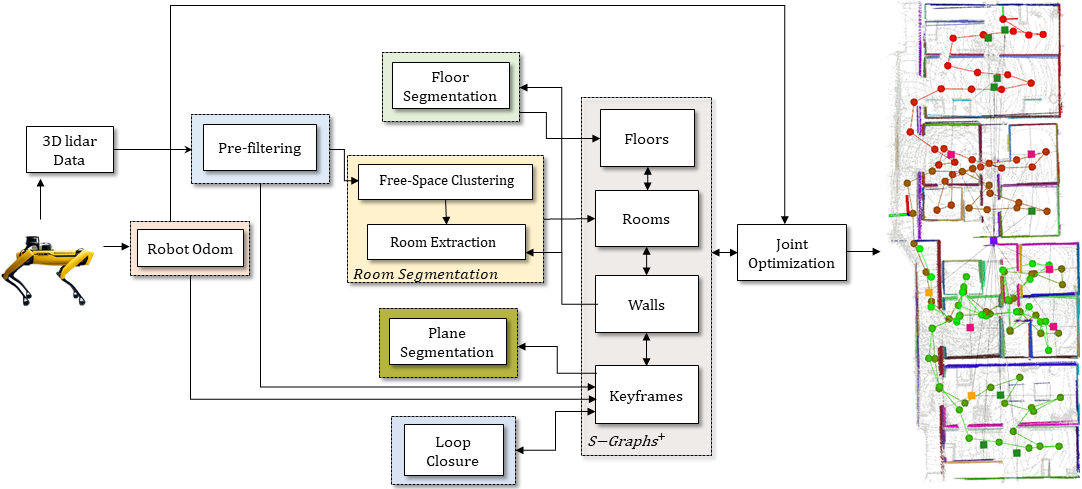 3D lidar
Data
Robot Odom
Pre-filtering
Floor
Segmentation
Free-Space Clustering
Room Extraction
Room Segmentation
Plane
Segmentation
Loop
Closure
Floors
Rooms
Walls
Keyframes
S−Graphs⁺
Joint
Optimization